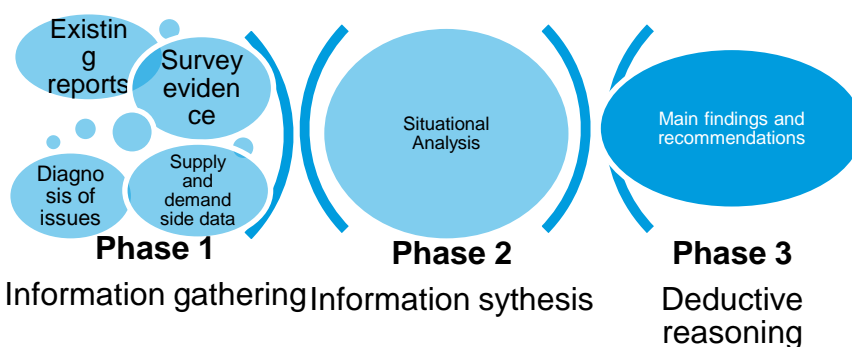 Existin
g
reports
Survey
eviden
ce
Diagno
sis of
issues
Supply
and
demand
side data
Phase 1
Information gathering
Situational
Analysis
Phase 2
Information sythesis
Main findings and
recommendations
Phase 3
Deductive
reasoning